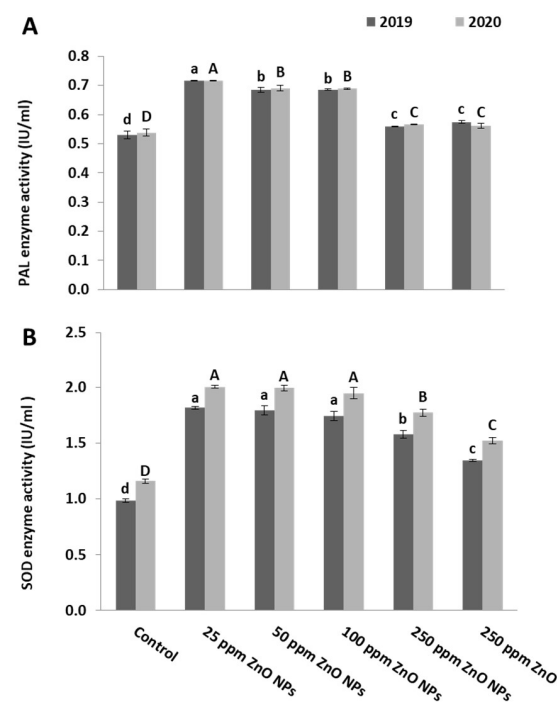 A
2019 2020
PAL enzyme activity (IU/ml)
0.8
0.7
0.6
0.5
0.4
0.3
0.2
0.1
0.0
d D
a A
b B
b B
c C
c C
B
SOD enzyme activity (IU/ml )
2.5
2.0
1.5
1.0
0.5
0.0
d D
a A
a A
a A
b B
c C
Control
25 ppm ZnO NPs
50 ppm ZnO NPs
100 ppm ZnO NPs
250 ppm ZnO NPs
250 ppm ZnO